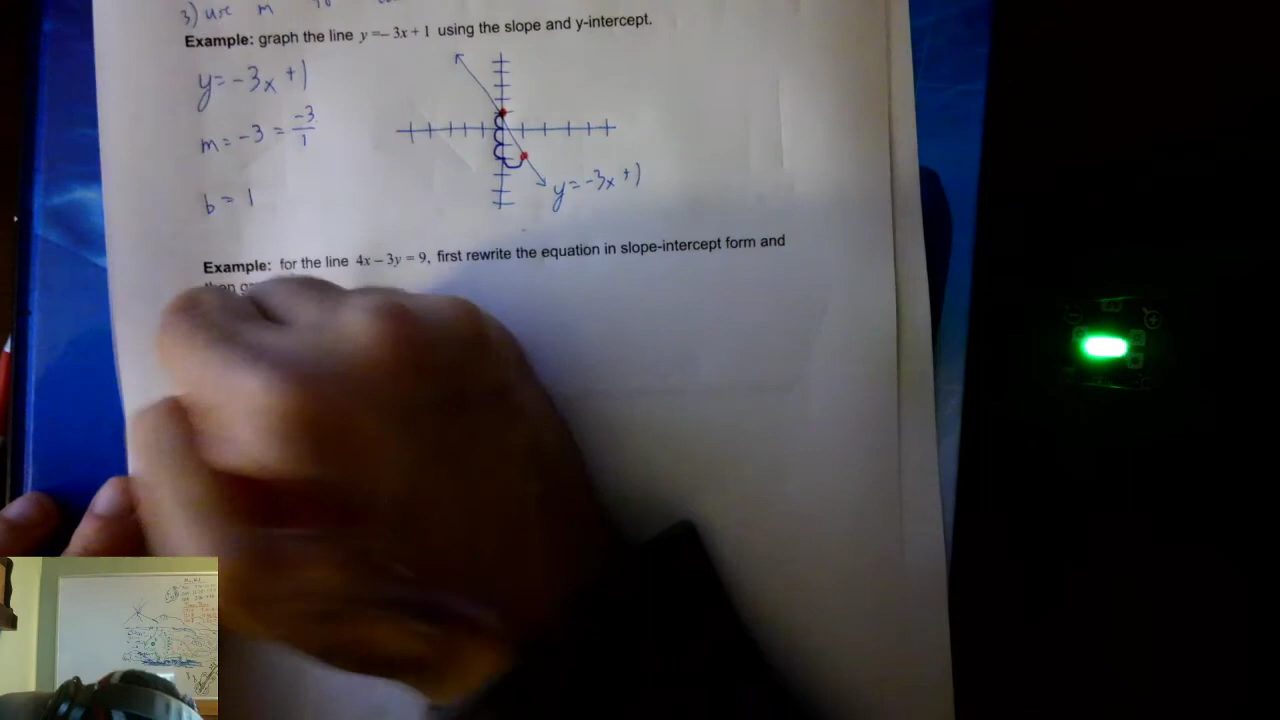 3) use m
Example: graph the line y =– 3x + 1 using the slope and y-intercept.
y = -3x + 1
m = -3 = -3/1
b = 1
y = -3x + 1
Example: for the line 4x – 3y = 9, first rewrite the equation in slope-intercept form and